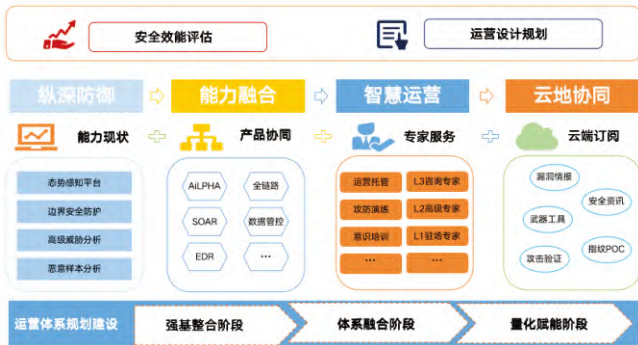 安全效能评估
运营设计规划
纵深防御
能力融合
智慧运营
云地协同
能力现状
产品协同
专家服务
云端订阅
态势感知平台
边界安全防护
高级威胁分析
恶意样本分析
AiLPHA
全链路
SOAR
数据管控
EDR
...
运营托管
L3咨询专家
攻防演练
L2高级专家
意识培训
L1驻场专家
...
...
漏洞情报
安全资讯
武器工具
指纹POC
攻击验证
运营体系规划建设
强基整合阶段
体系融合阶段
量化赋能阶段